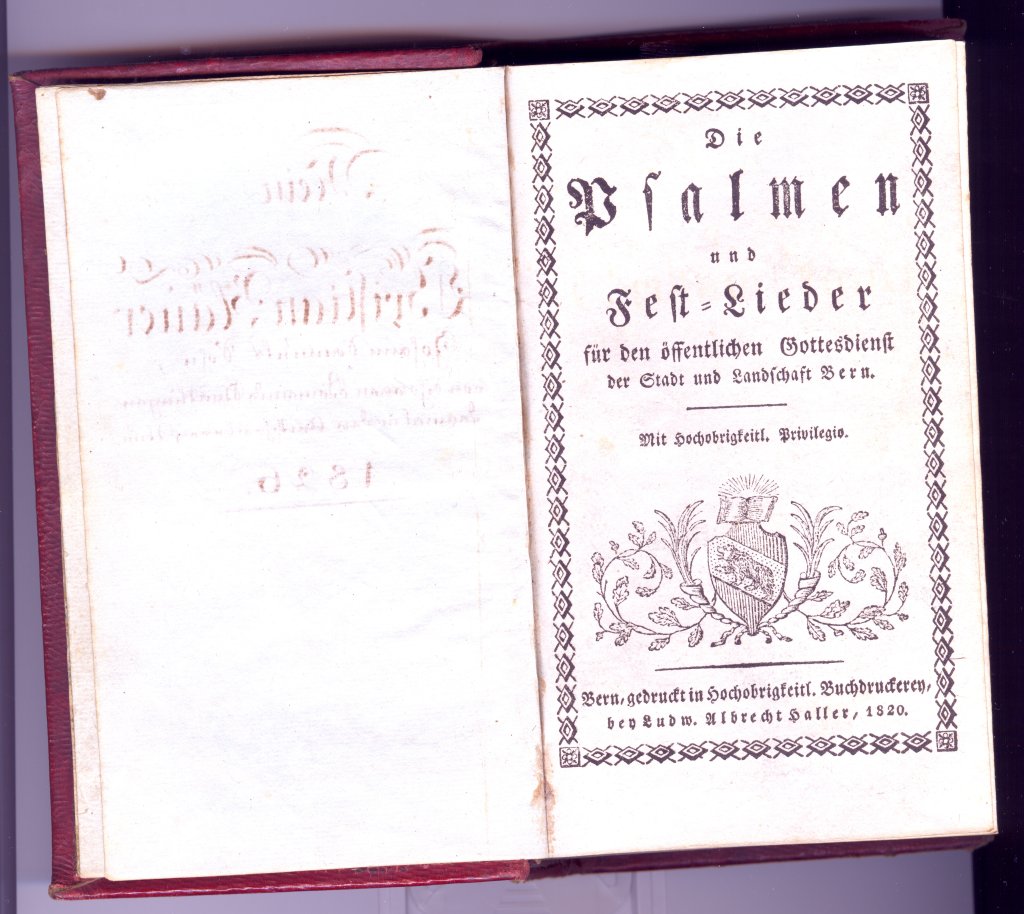 1826
Die
Psalmen
und
Fest-Lieder
für den öffentlichen Gottesdienst
der Stadt und Landschaft Bern.
Mit Hochobrigkeitl. Privilegio.
Bern, gedruckt in Hochobrigkeitl. Buchdruckerey,
bey Ludw. Albrecht Haller, 1820.